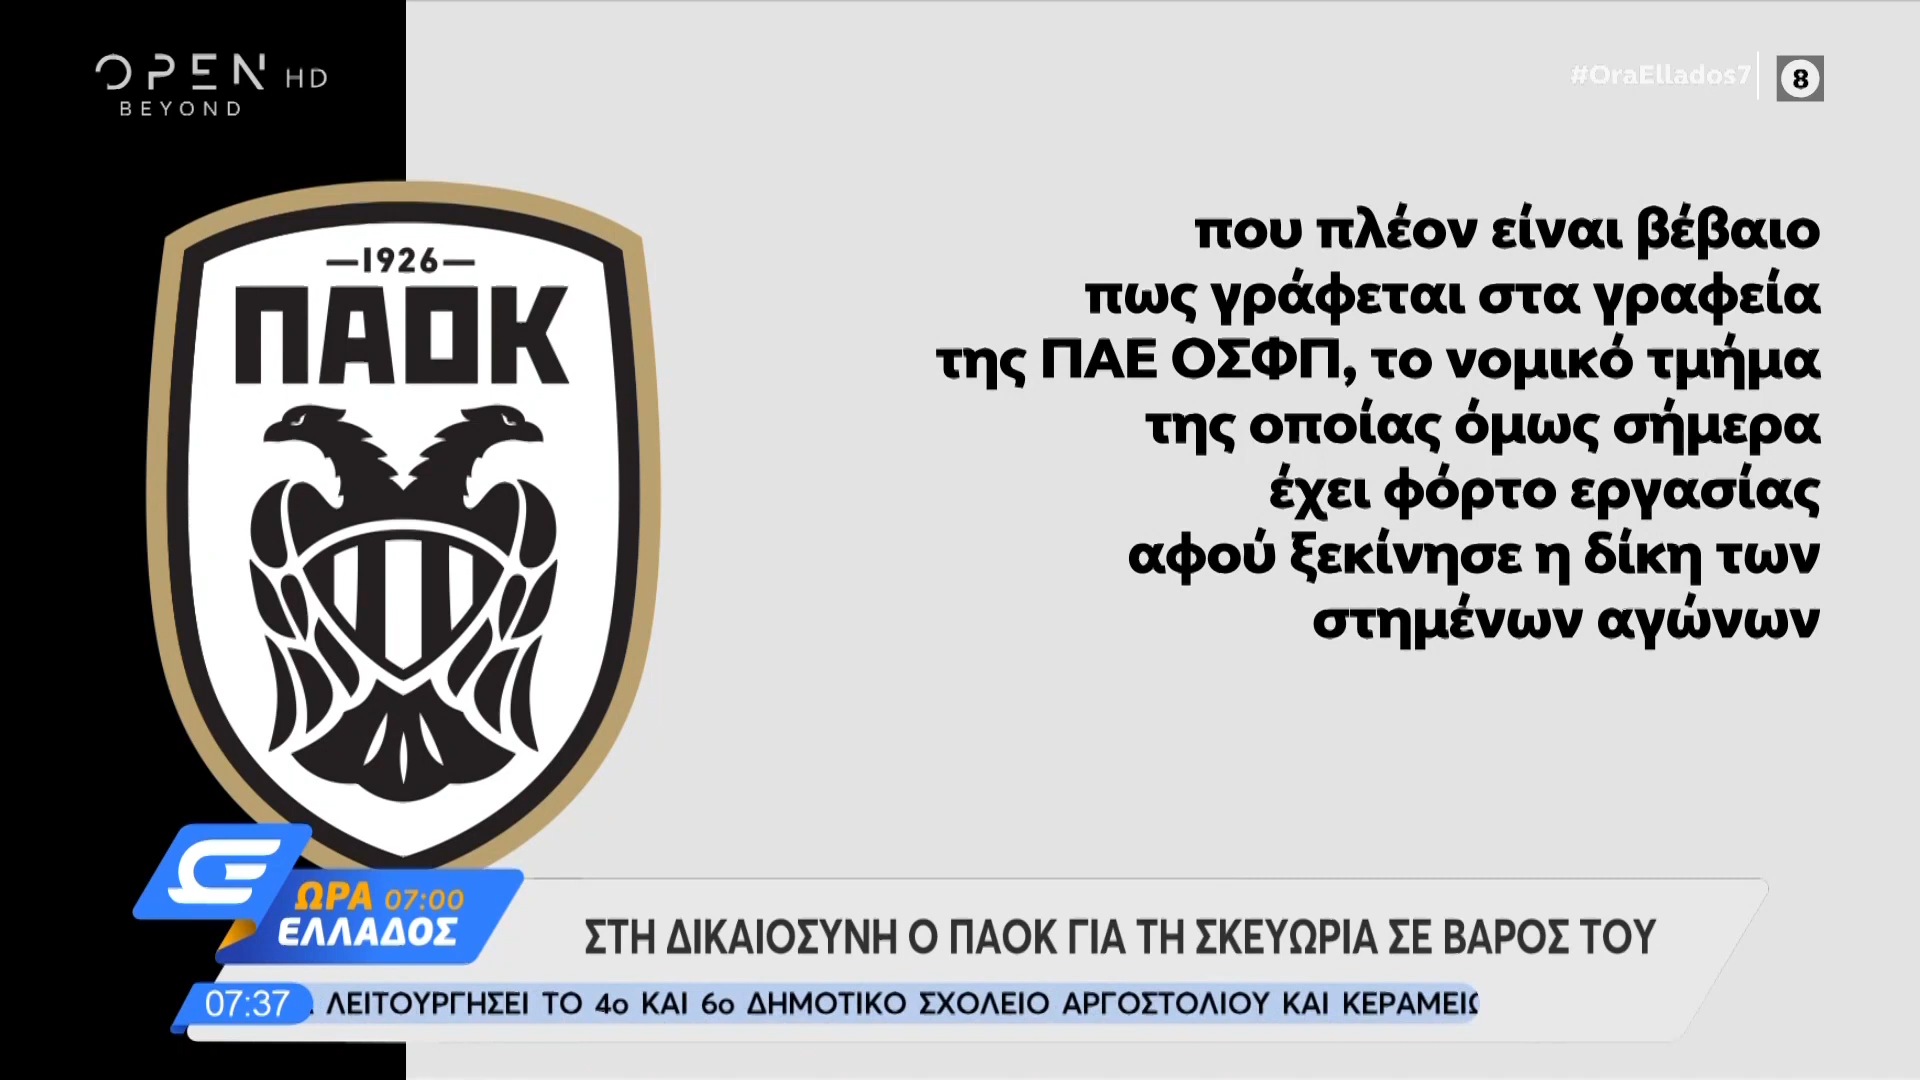 OPEN HD
BEYOND
#OraEllados7
8
—1926—
ΠΑΟΚ
που πλέον είναι βέβαιο
πως γράφεται στα γραφεία
της ΠΑΕ ΟΣΦΠ, το νομικό τμήμα
της οποίας όμως σήμερα
έχει φόρτο εργασίας
αφού ξεκίνησε η δίκη των
στημένων αγώνων
ΩΡΑ 07:00
ΕΛΛΑΔΟΣ
ΣΤΗ ΔΙΚΑΙΟΣΥΝΗ Ο ΠΑΟΚ ΓΙΑ ΤΗ ΣΚΕΥΩΡΙΑ ΣΕ ΒΑΡΟΣ ΤΟΥ
07:37 ΛΕΙΤΟΥΡΓΗΣΕΙ ΤΟ 4ο ΚΑΙ 6ο ΔΗΜΟΤΙΚΟ ΣΧΟΛΕΙΟ ΑΡΓΟΣΤΟΛΙΟΥ ΚΑΙ ΚΕΡΑΜΕΙΩ